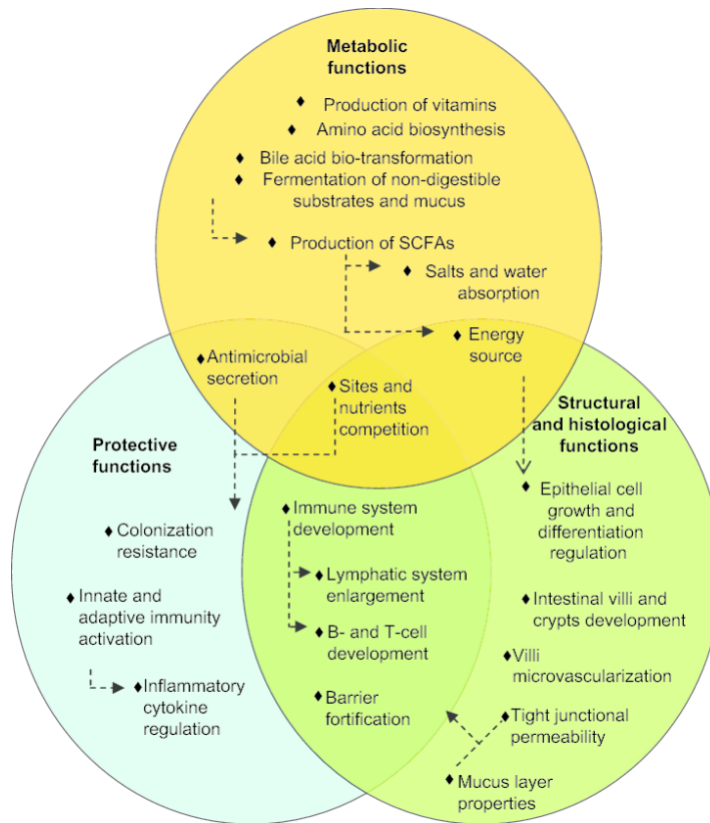 Metabolic
functions
♦ Production of vitamins
♦ Amino acid biosynthesis
♦ Bile acid bio-transformation
♦ Fermentation of non-digestible
substrates and mucus
♦ Production of SCFAs
♦ Salts and water
absorption
♦ Energy
source
♦ Antimicrobial
secretion
♦ Sites and
nutrients
competition
Protective
functions
♦ Colonization
resistance
♦ Innate and
adaptive immunity
activation
♦ Inflammatory
cytokine
regulation
♦ Immune system
development
♦ Lymphatic system
enlargement
♦ B- and T-cell
development
♦ Barrier
fortification
Structural
and histological
functions
♦ Epithelial cell
growth and
differentiation
regulation
♦ Intestinal villi and
crypts development
♦ Villi
microvascularization
♦ Tight junctional
permeability
♦ Mucus layer
properties